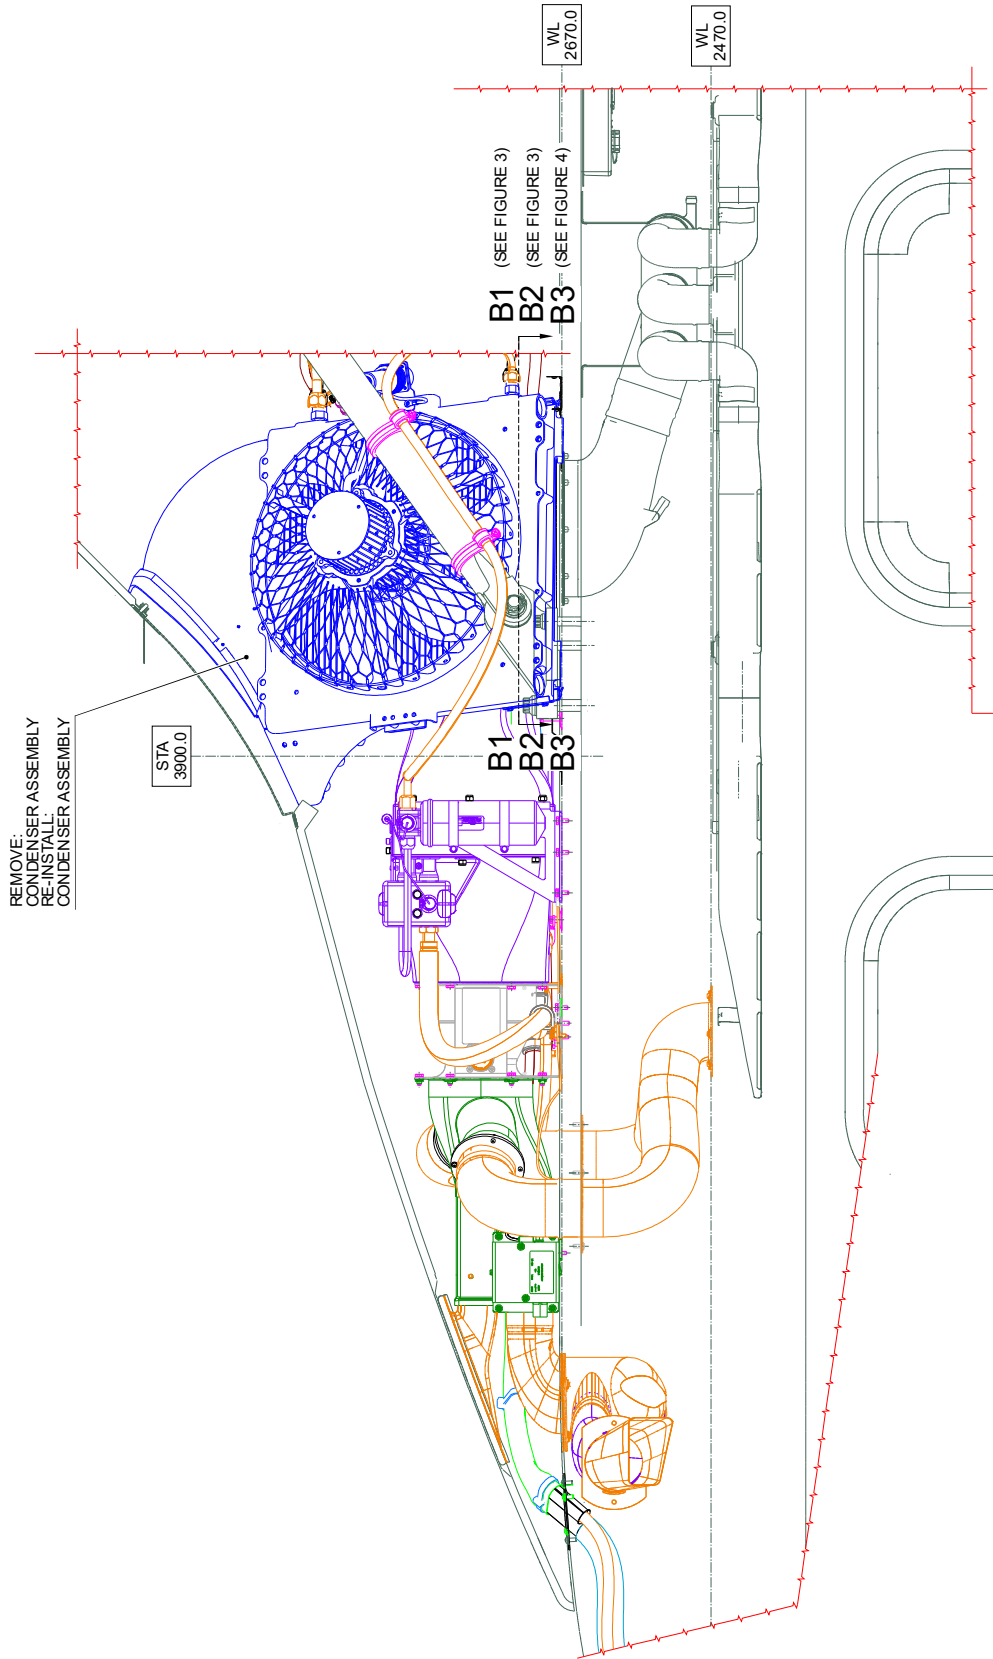 REMOVE:
CONDENSER ASSEMBLY
RE-INSTALL:
CONDENSER ASSEMBLY
STA
3900.0
B1
B2
B3
B1 (SEE FIGURE 3)
B2 (SEE FIGURE 3)
B3 (SEE FIGURE 4)
WL
2670.0
WL
2470.0